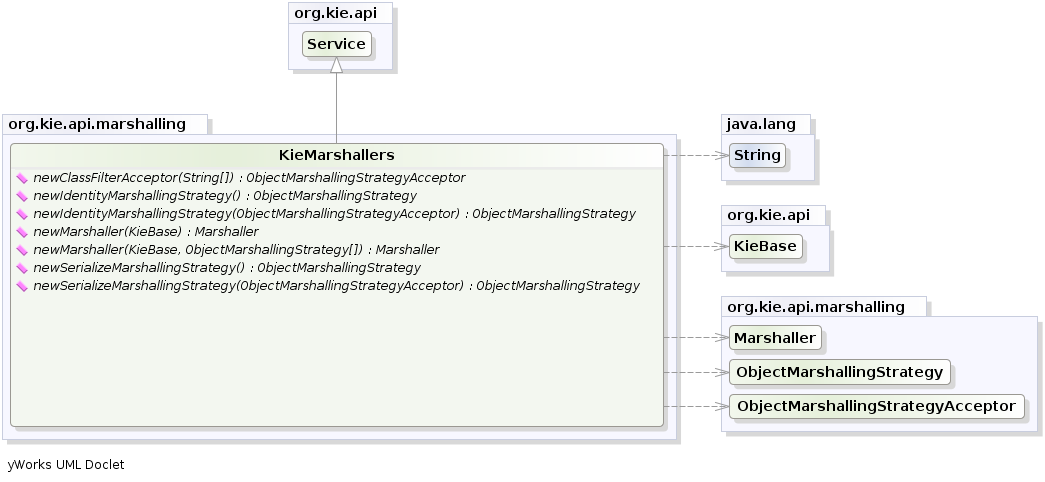 org.kie.api
Service
org.kie.api.marshalling
KieMarshallers
newClassFilterAcceptor(String[]) : ObjectMarshallingStrategyAcceptor
newIdentityMarshallingStrategy() : ObjectMarshallingStrategy
newIdentityMarshallingStrategy(ObjectMarshallingStrategyAcceptor) : ObjectMarshallingStrategy
newMarshaller(KieBase) : Marshaller
newMarshaller(KieBase, ObjectMarshallingStrategy[]) : Marshaller
newSerializeMarshallingStrategy() : ObjectMarshallingStrategy
newSerializeMarshallingStrategy(ObjectMarshallingStrategyAcceptor) : ObjectMarshallingStrategy
java.lang
String
org.kie.api
KieBase
org.kie.api.marshalling
Marshaller
ObjectMarshallingStrategy
ObjectMarshallingStrategyAcceptor
yWorks UML Doclet